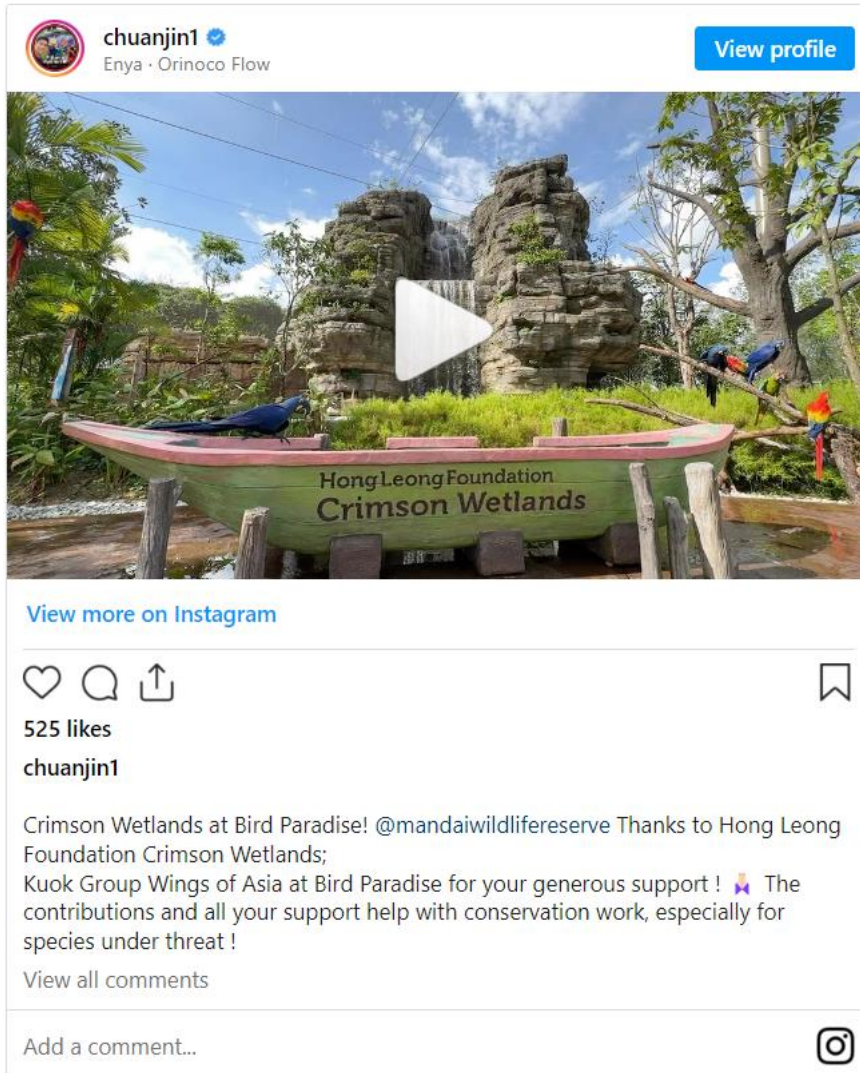 chuanjin1
Enya · Orinoco Flow
View profile
HongLeongFoundation
Crimson Wetlands
View more on Instagram
525 likes
chuanjin1
Crimson Wetlands at Bird Paradise! @mandaiwildlifereserve Thanks to Hong Leong
Foundation Crimson Wetlands;
Kuok Group Wings of Asia at Bird Paradise for your generous support ! 🙏🏻 The
contributions and all your support help with conservation work, especially for
species under threat !
View all comments
Add a comment...